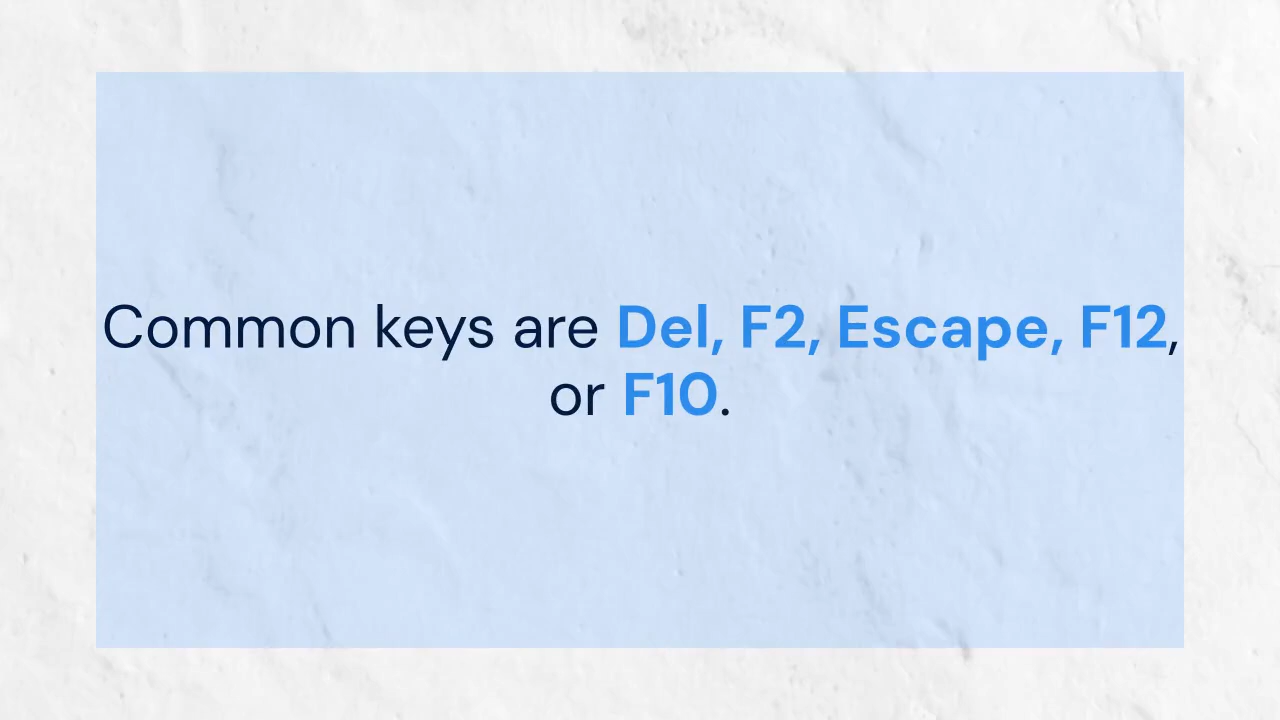 Common keys are Del, F2, Escape, F12,
or F10.